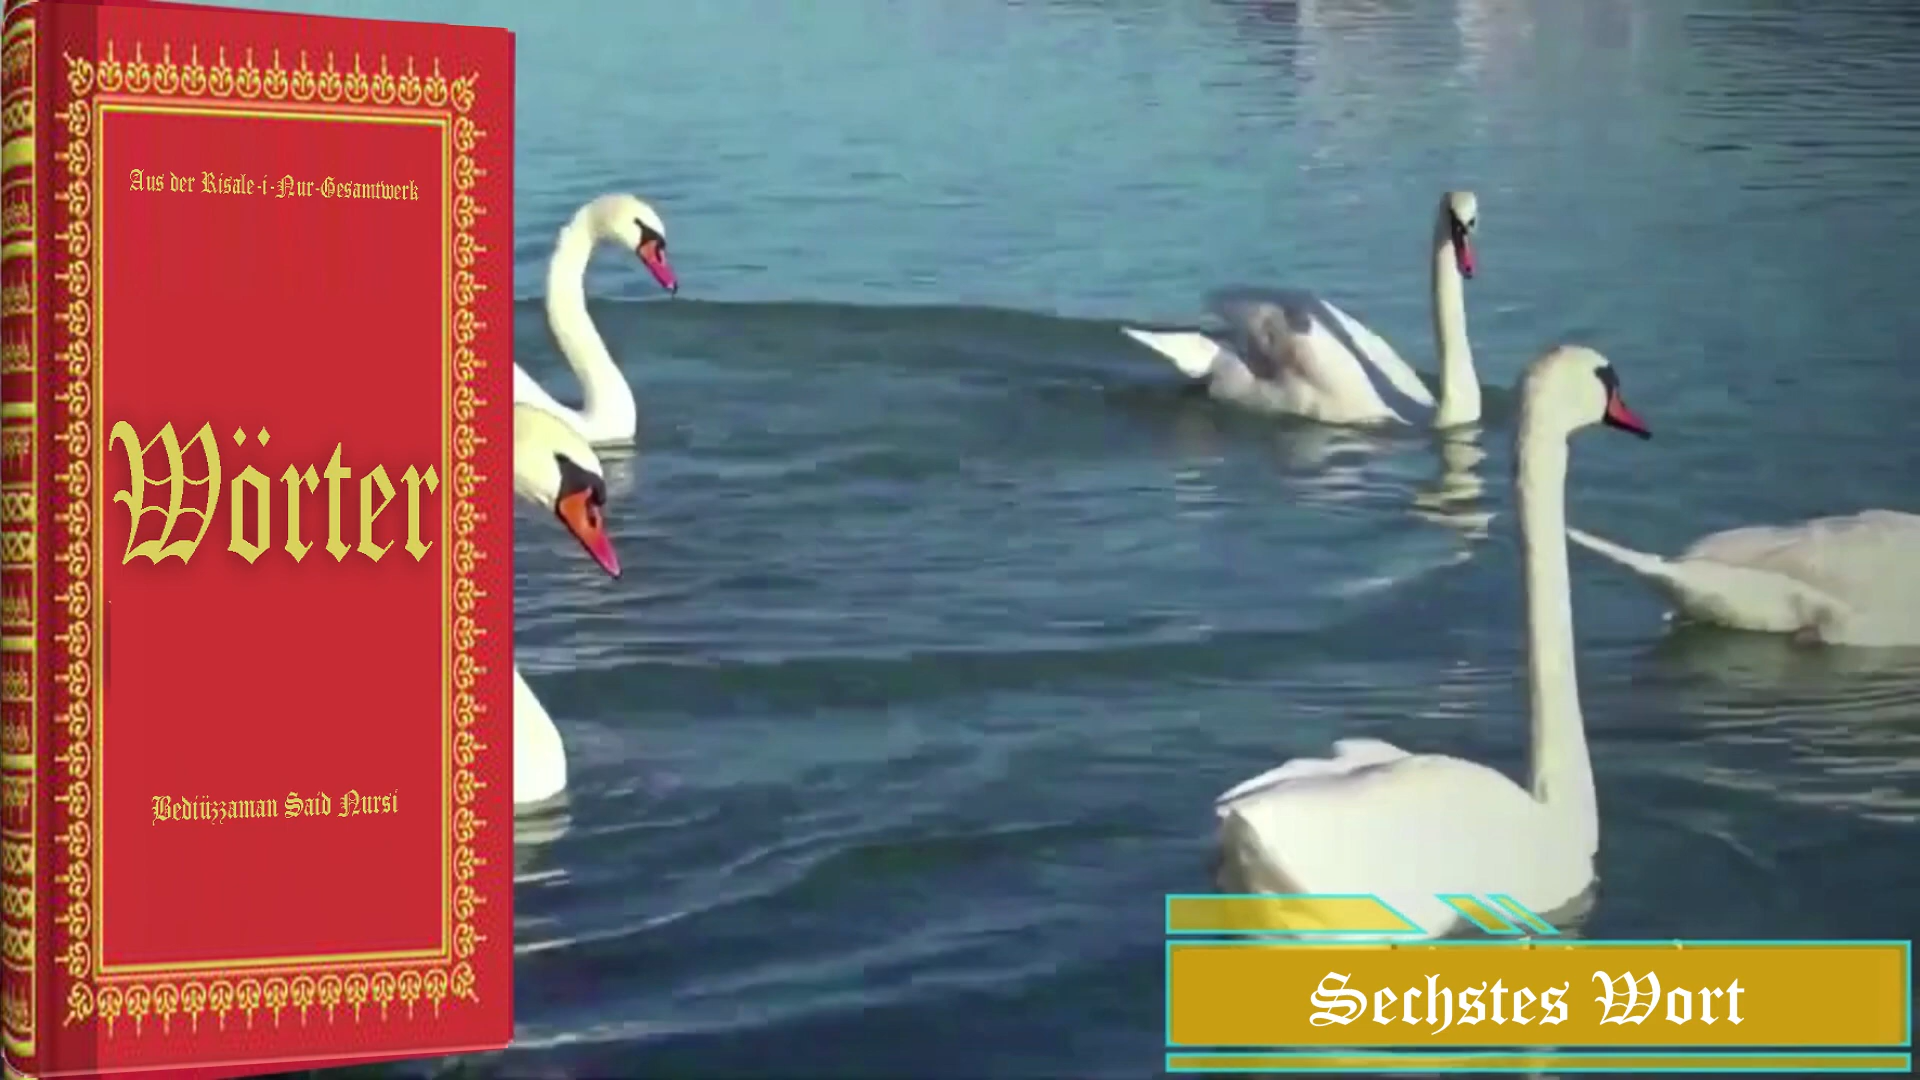 Aus der Risale-i-Nur-Gesamtwerk
Wörter
Bediüzzaman Said Nursi
Sechstes Wort